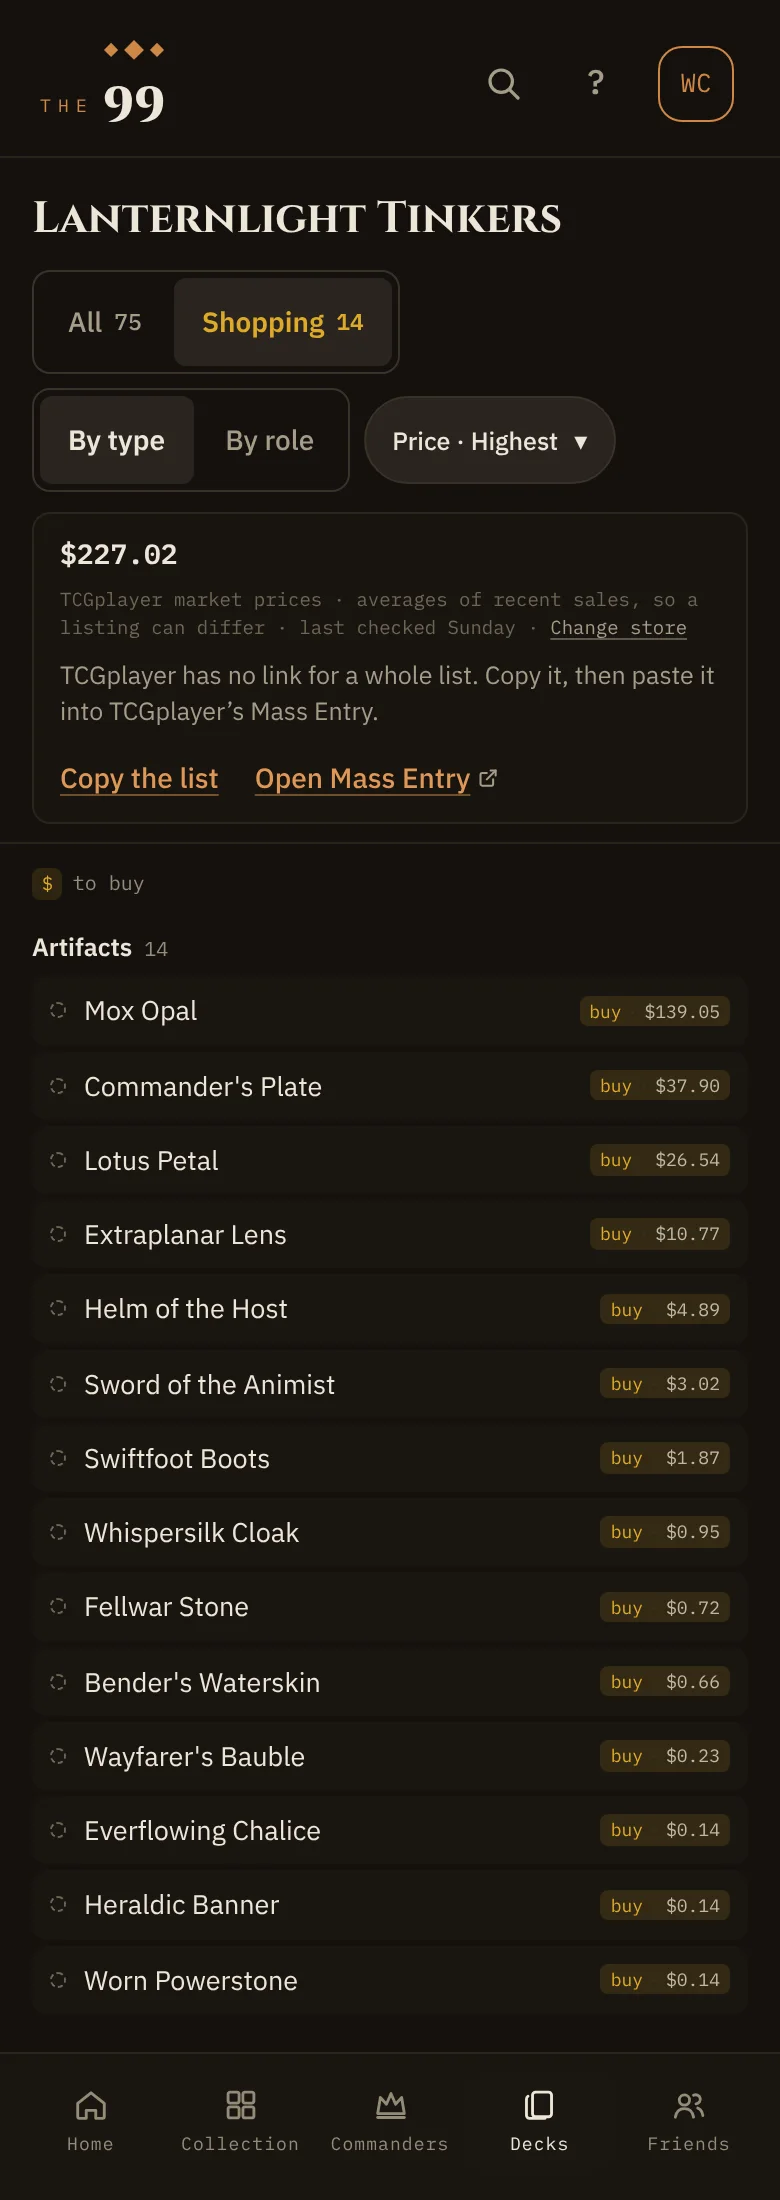 THE 99
?
WC
Lanternlight Tinkers
All 75
Shopping 14
By type
By role
Price · Highest ▼
$227.02
TCGplayer market prices · averages of recent sales, so a
listing can differ · last checked Sunday · Change store
TCGplayer has no link for a whole list. Copy it, then paste it
into TCGplayer’s Mass Entry.
Copy the list
Open Mass Entry
$ to buy
Artifacts 14
Mox Opal buy $139.05
Commander's Plate buy $37.90
Lotus Petal buy $26.54
Extraplanar Lens buy $10.77
Helm of the Host buy $4.89
Sword of the Animist buy $3.02
Swiftfoot Boots buy $1.87
Whispersilk Cloak buy $0.95
Fellwar Stone buy $0.72
Bender's Waterskin buy $0.66
Wayfarer's Bauble buy $0.23
Everflowing Chalice buy $0.14
Heraldic Banner buy $0.14
Worn Powerstone buy $0.14
Home
Collection
Commanders
Decks
Friends